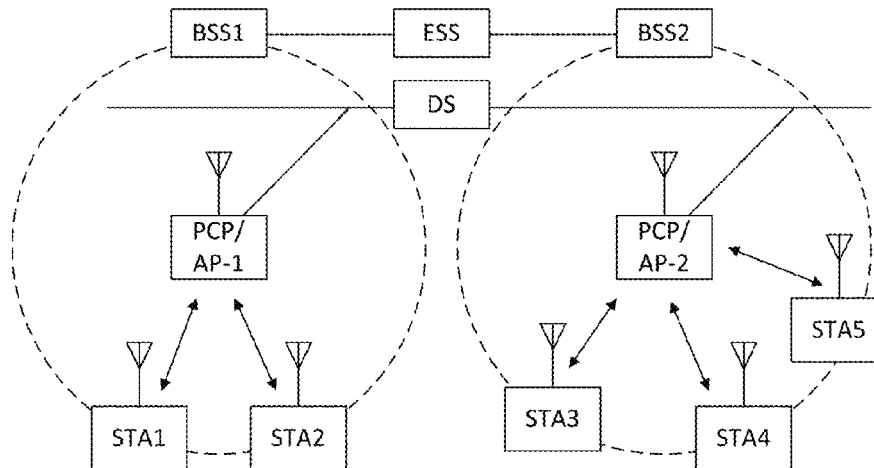 BSS1
ESS
BSS2
DS
PCP/
AP-1
PCP/
AP-2
STA5
STA1
STA2
STA3
STA4